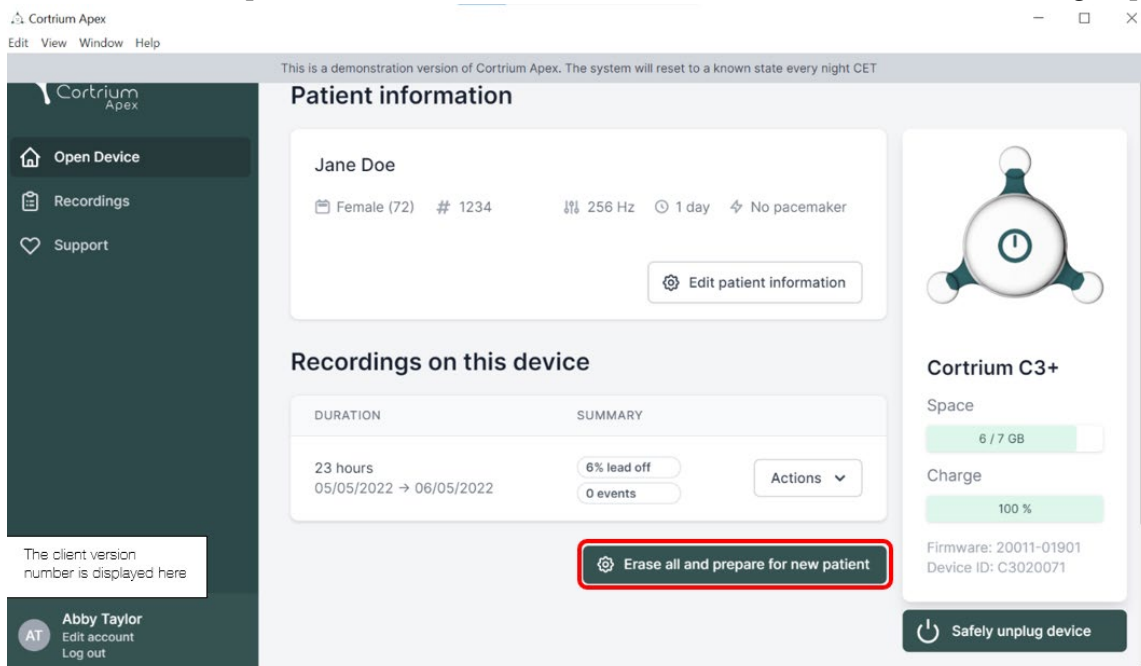 Cortrium Apex
Edit View Window Help
This is a demonstration version of Cortrium Apex. The system will reset to a known state every night CET
Cortrium
Apex
Open Device
Recordings
Support
The client version
number is displayed here
AT
Abby Taylor
Edit account
Log out
Patient information
Jane Doe
Female (72) # 1234 256 Hz 1 day No pacemaker
Edit patient information
Recordings on this device
DURATION SUMMARY
23 hours
05/05/2022 → 06/05/2022
6% lead off
0 events
Actions
Erase all and prepare for new patient
Cortrium C3+
Space
6 / 7 GB
Charge
100 %
Firmware: 20011-01901
Device ID: C3020071
Safely unplug device